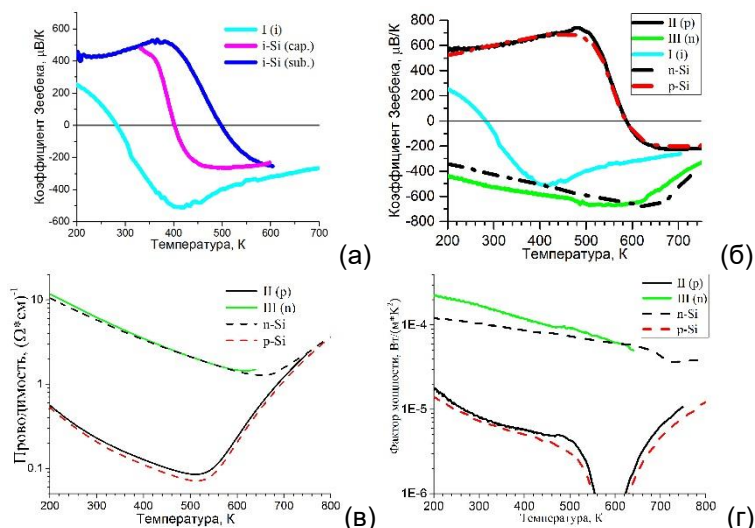 I (i)
i-Si (cap.)
i-Si (sub.)
Коэффициент Зеебека, µВ/К
600
400
200
0
-200
-400
-600
200 300 400 500 600 700
Температура, К
(а)
II (p)
III (n)
I (i)
n-Si
p-Si
Коэффициент Зеебека, µВ/К
800
600
400
200
0
-200
-400
-600
-800
200 300 400 500 600 700
Температура, К
(б)
II (p)
III (n)
n-Si
p-Si
Проводимость, (Ω*см)⁻¹
10
1
0.1
200 300 400 500 600 700 800
Температура, К
(в)
II (p)
III (n)
n-Si
p-Si
Фактор мощности, Вт/(м*К²)
1E-4
1E-5
1E-6
200 300 400 500 600 700 800
Температура, К
(г)